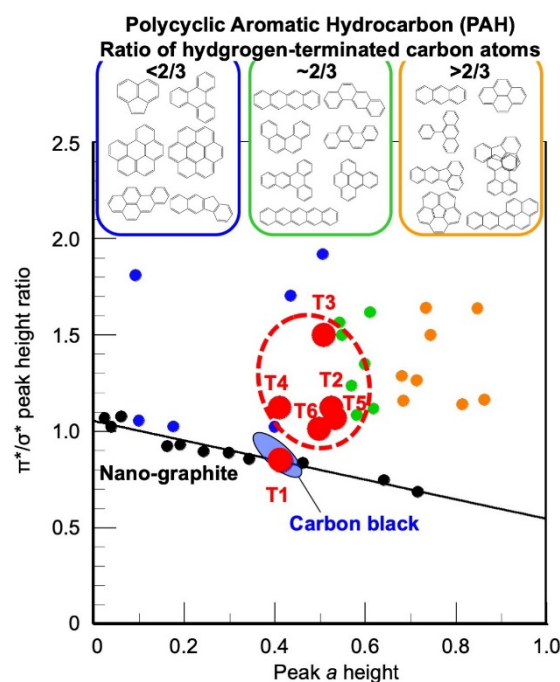 Polycyclic Aromatic Hydrocarbon (PAH)
Ratio of hydgrogen-terminated carbon atoms
<2/3
~2/3
>2/3
2.5
2.0
1.5
1.0
0.5
0
π*/σ* peak height ratio
T3
T4
T2
T6
T5
Nano-graphite
T1
Carbon black
0 0.2 0.4 0.6 0.8 1.0
Peak a height